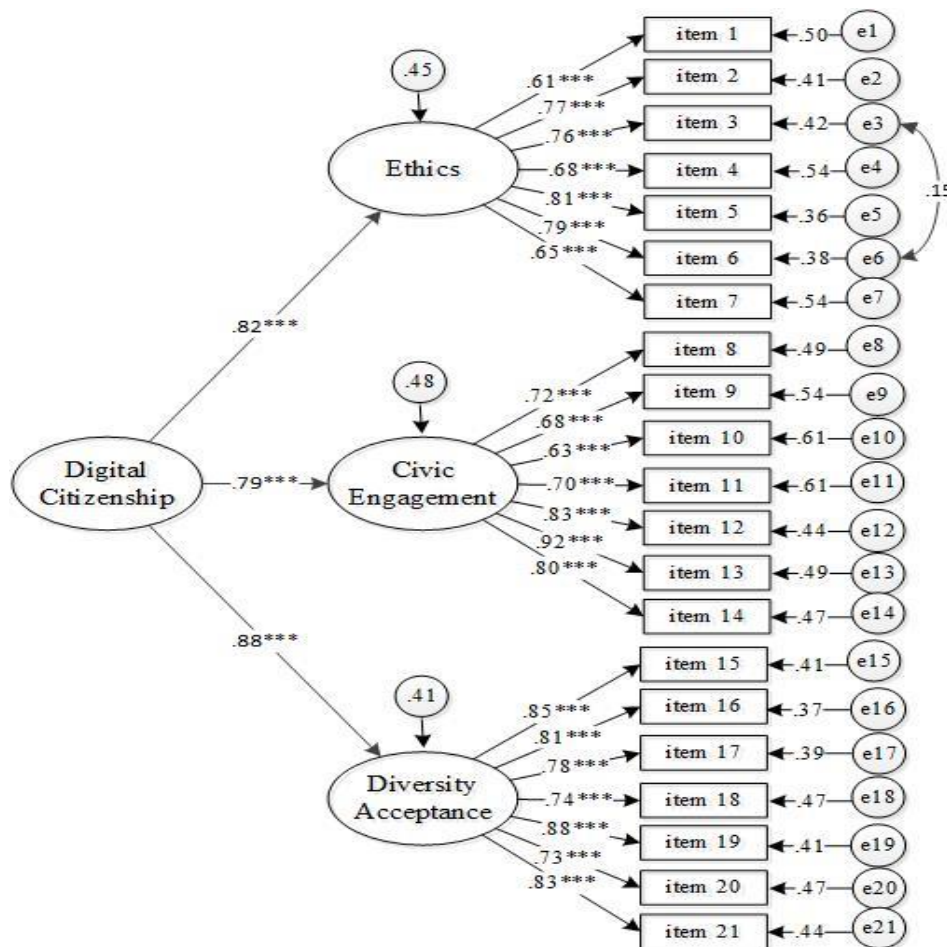 .45
Ethics
.61***
.77***
.76***
.68***
.81***
.79***
.65***
item 1
.50
e1
item 2
.41
e2
item 3
.42
e3
item 4
.54
e4
item 5
.36
e5
item 6
.38
e6
item 7
.54
e7
.15
.82***
Digital
Citizenship
.79***
.88***
.48
Civic
Engagement
.72***
.68***
.63***
.70***
.83***
.92***
.80***
item 8
.49
e8
item 9
.54
e9
item 10
.61
e10
item 11
.61
e11
item 12
.44
e12
item 13
.49
e13
item 14
.47
e14
.41
Diversity
Acceptance
.85***
.81***
.78***
.74***
.88***
.73***
.83***
item 15
.41
e15
item 16
.37
e16
item 17
.39
e17
item 18
.47
e18
item 19
.41
e19
item 20
.47
e20
item 21
.44
e21